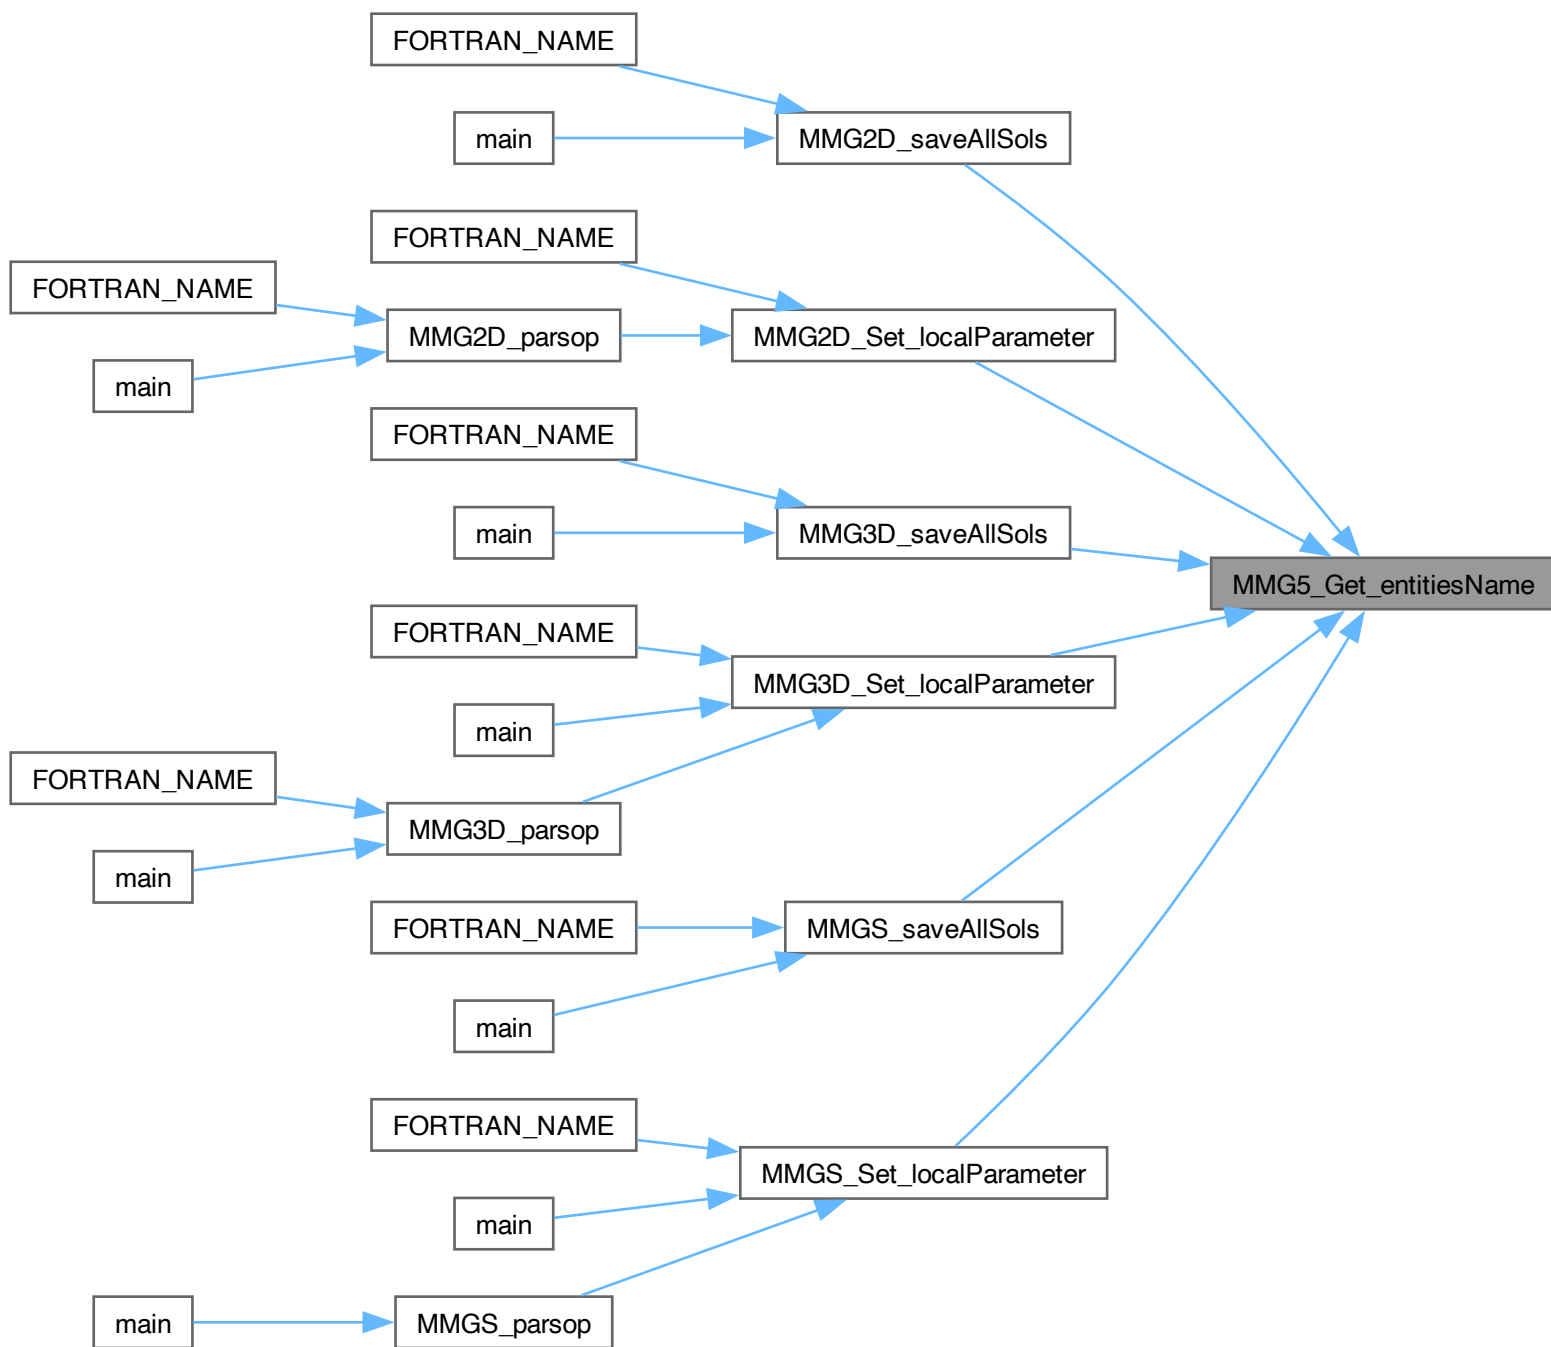 FORTRAN_NAME
main
MMG2D_saveAllSols
FORTRAN_NAME
FORTRAN_NAME
MMG2D_parsop
MMG2D_Set_localParameter
main
FORTRAN_NAME
main
MMG3D_saveAllSols
MMG5_Get_entitiesName
FORTRAN_NAME
MMG3D_Set_localParameter
main
FORTRAN_NAME
MMG3D_parsop
main
FORTRAN_NAME
MMGS_saveAllSols
main
FORTRAN_NAME
MMGS_Set_localParameter
main
main
MMGS_parsop